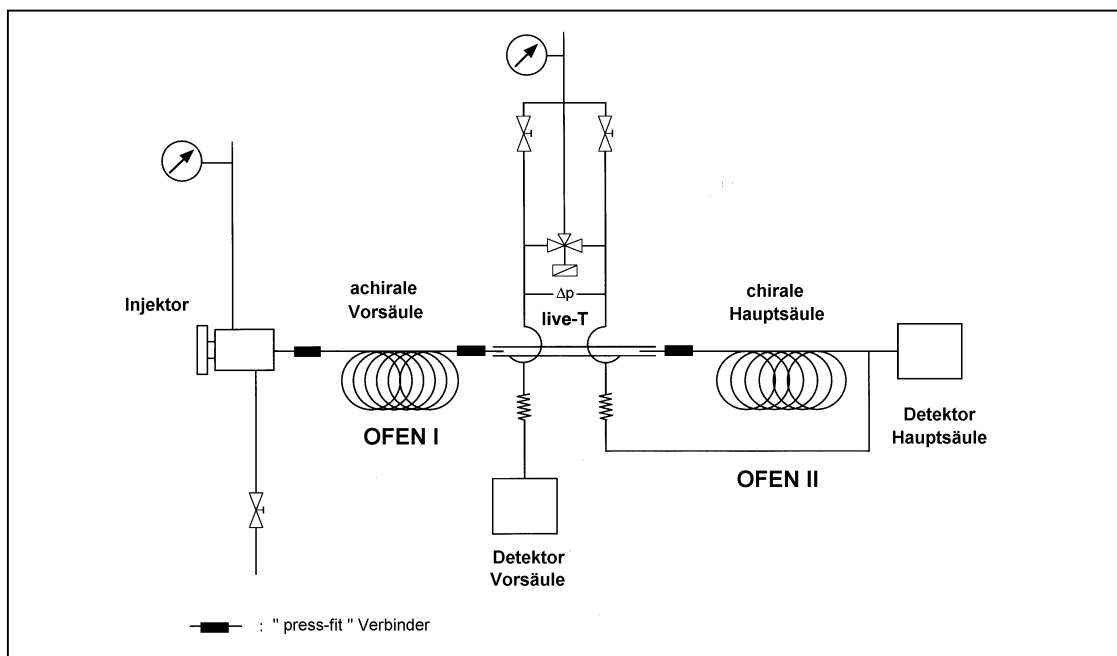 Injektor
achirale
Vorsäule
Δp
live-T
chirale
Hauptsäule
OFEN I
OFEN II
Detektor
Hauptsäule
Detektor
Vorsäule
: " press-fit " Verbinder